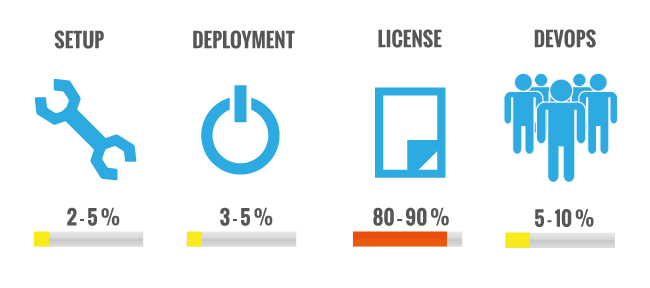 SETUP
DEPLOYMENT
LICENSE
DEVOPS
2-5 %
3-5 %
80-90 %
5-10 %